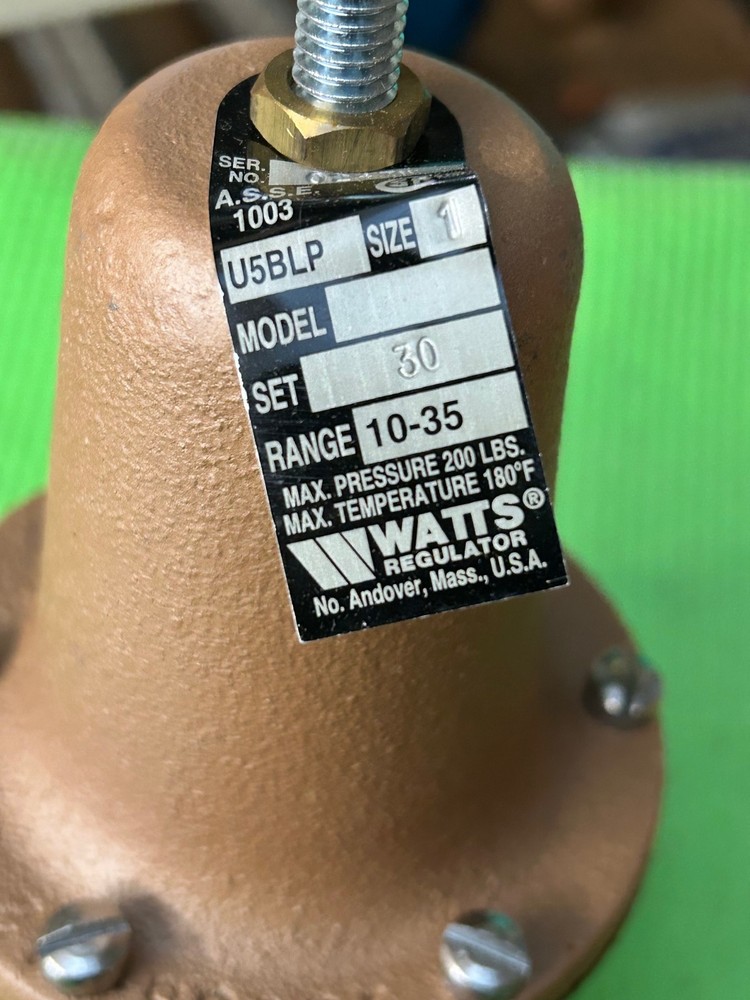 SER.
NO.
A.S.S.E.
1003
U5BLP SIZE 1
MODEL
SET 30
RANGE 10-35
MAX. PRESSURE 200 LBS.
MAX. TEMPERATURE 180°F
WATTS®
REGULATOR
No. Andover, Mass., U.S.A.